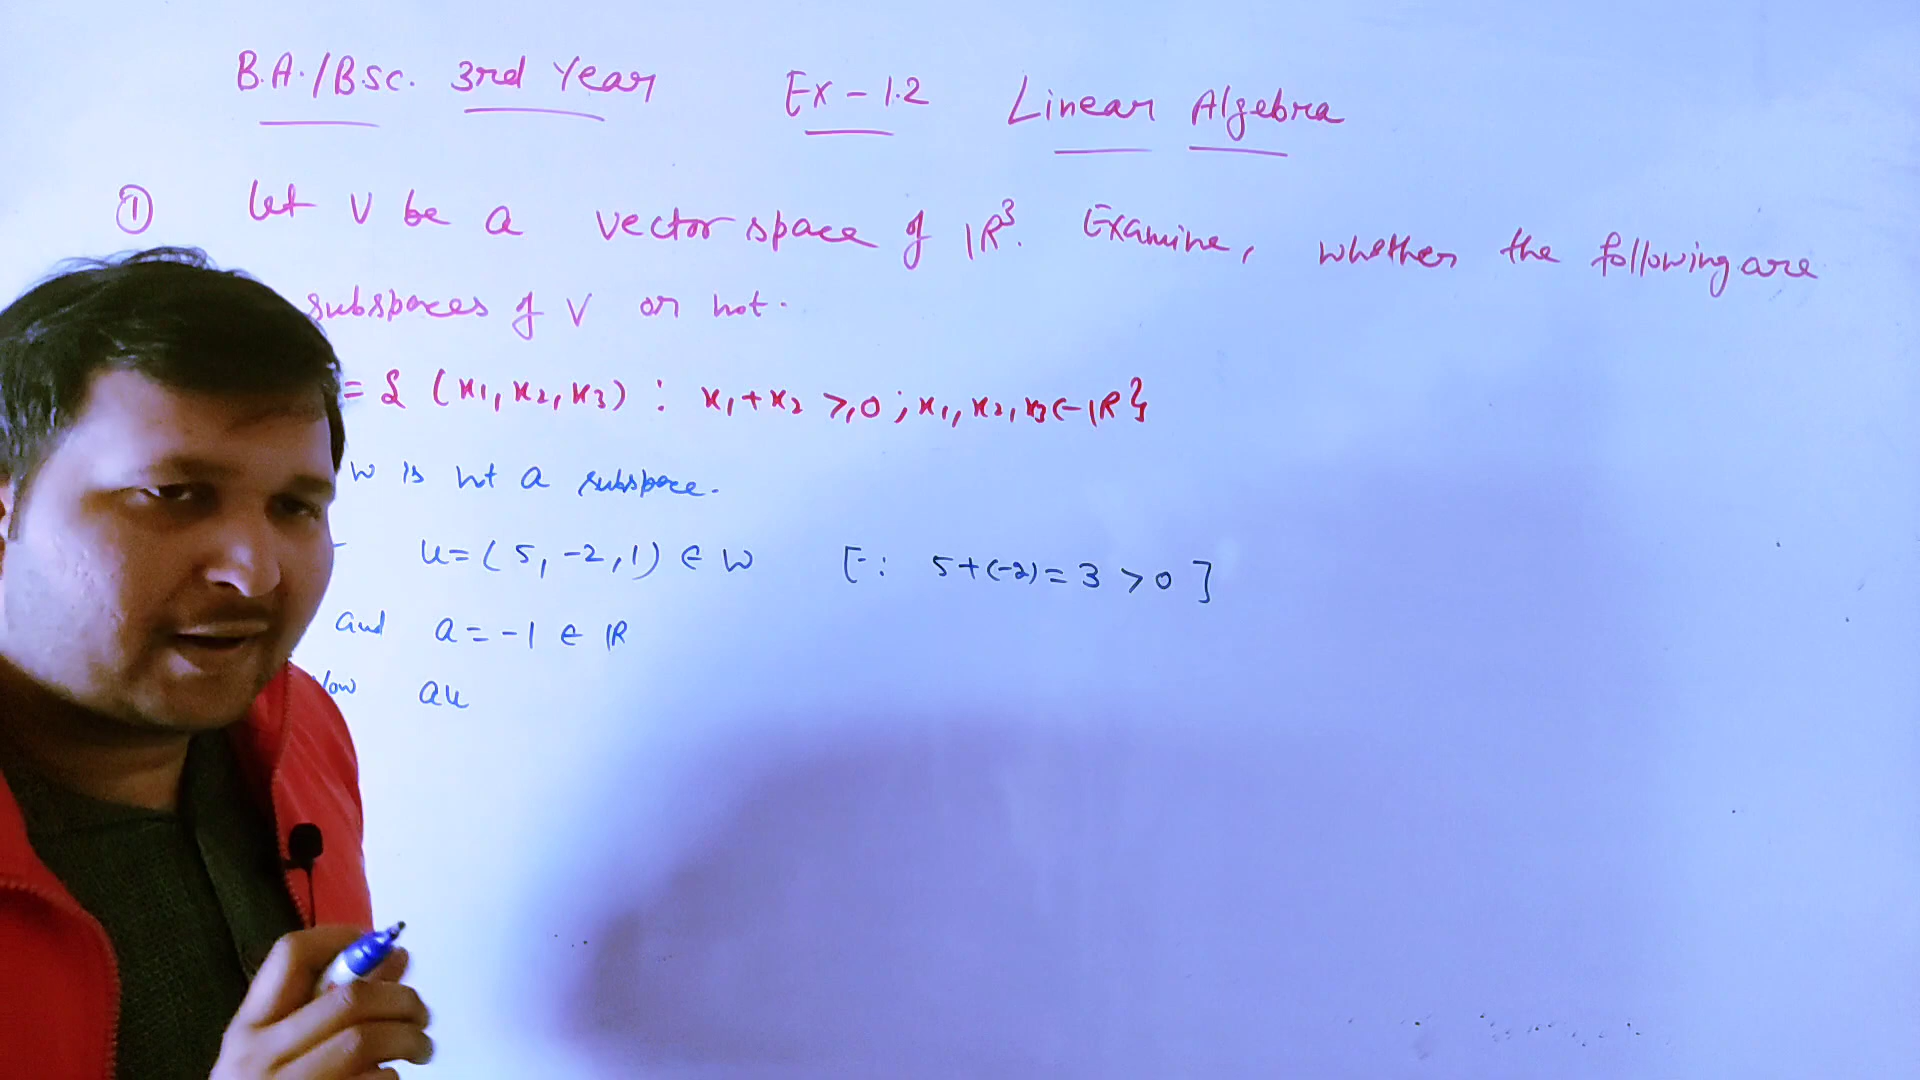 B.A./B.Sc. 3rd Year Ex - 1.2 Linear Algebra
① Let V be a vector space of IR³. Examine, whether the following are
subspaces of V or not.
= { (x₁, x₂, x₃) : x₁ + x₂ ≥ 0 ; x₁, x₂, x₃ ∈ IR }
W is not a subspace.
u = (5, -2, 1) ∈ W [∵ 5 + (-2) = 3 > 0 ]
and a = -1 ∈ IR
Now au